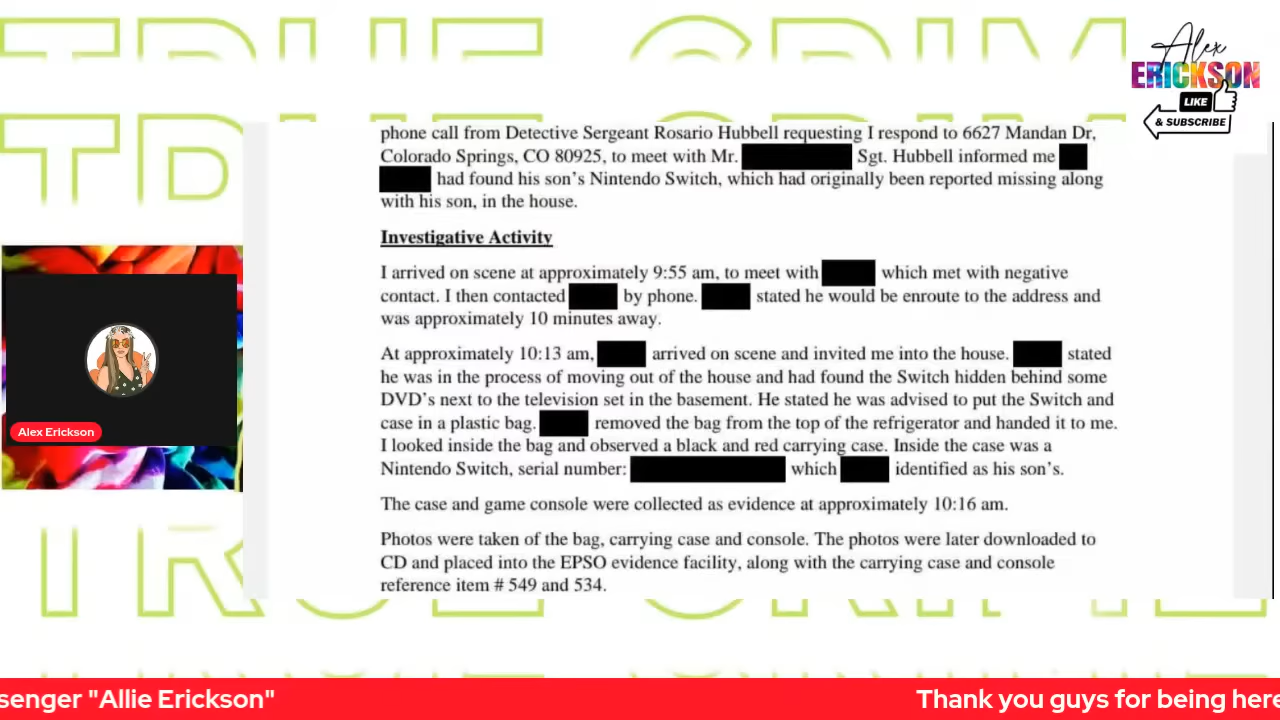 TRUE CRIM
Alex
ERICKSON
LIKE
& SUBSCRIBE
TRUE
phone call from Detective Sergeant Rosario Hubbell requesting I respond to 6627 Mandan Dr,
Colorado Springs, CO 80925, to meet with Mr. Sgt. Hubbell informed me
had found his son's Nintendo Switch, which had originally been reported missing along
with his son, in the house.
Investigative Activity
I arrived on scene at approximately 9:55 am, to meet with which met with negative
contact. I then contacted by phone. stated he would be enroute to the address and
was approximately 10 minutes away.
At approximately 10:13 am, arrived on scene and invited me into the house. stated
he was in the process of moving out of the house and had found the Switch hidden behind some
DVD's next to the television set in the basement. He stated he was advised to put the Switch and
case in a plastic bag. removed the bag from the top of the refrigerator and handed it to me.
I looked inside the bag and observed a black and red carrying case. Inside the case was a
Nintendo Switch, serial number: which identified as his son's.
The case and game console were collected as evidence at approximately 10:16 am.
Photos were taken of the bag, carrying case and console. The photos were later downloaded to
CD and placed into the EPSO evidence facility, along with the carrying case and console
reference item # 549 and 534.
Alex Erickson
TRUE CRIME
senger "Allie Erickson"
Thank you guys for being here